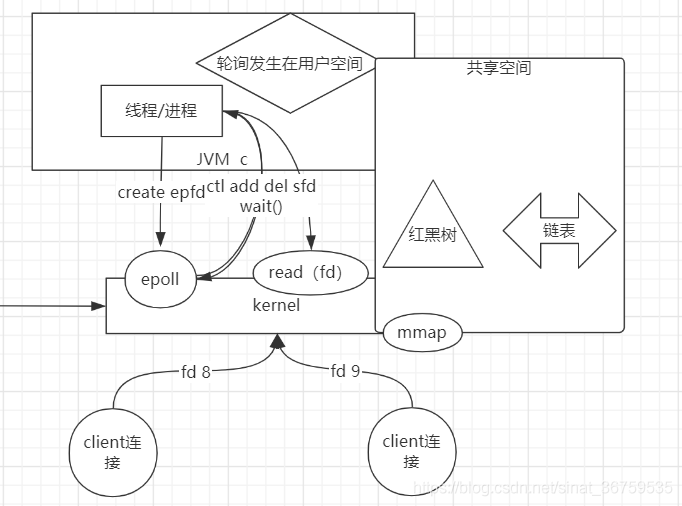 轮询发生在用户空间
共享空间
线程/进程
JVM c
create epfd
ctl add del sfd
wait()
红黑树
链表
epoll
read（fd）
kernel
mmap
fd 8
fd 9
client连
接
client连
接
https://blog.csdn.net/sinat_36759535